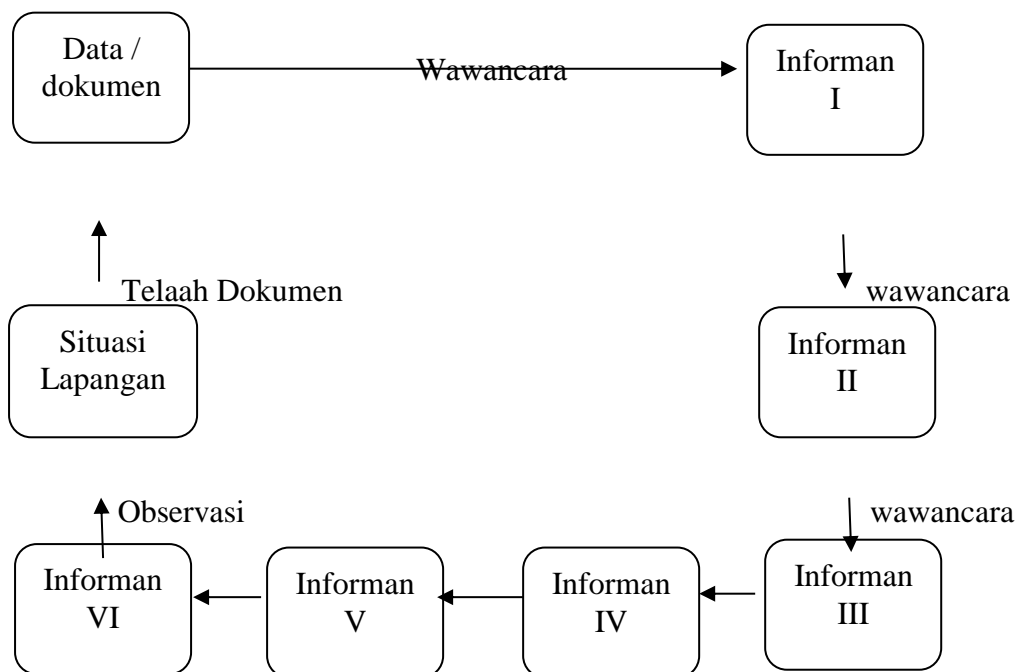 Data /
dokumen
Wawancara
Informan
I
Telaah Dokumen
wawancara
Situasi
Lapangan
Informan
II
Observasi
wawancara
Informan
VI
Informan
V
Informan
IV
Informan
III